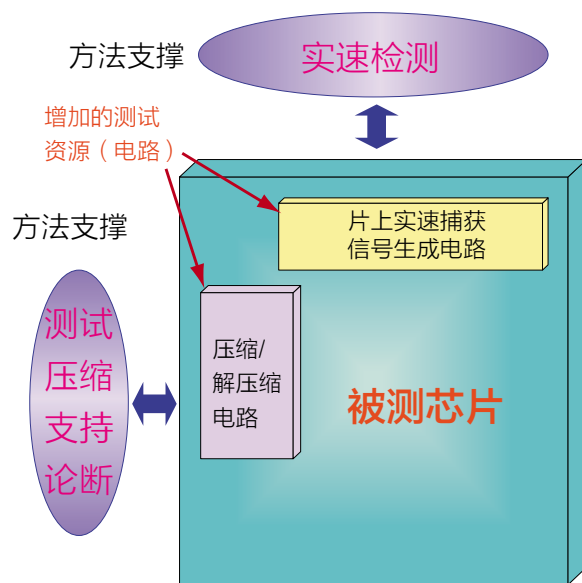 方法支撑
实速检测
增加的测试
资源（电路）
片上实速捕获
信号生成电路
方法支撑
测试
压缩
支持
论断
压缩/
解压缩
电路
被测芯片